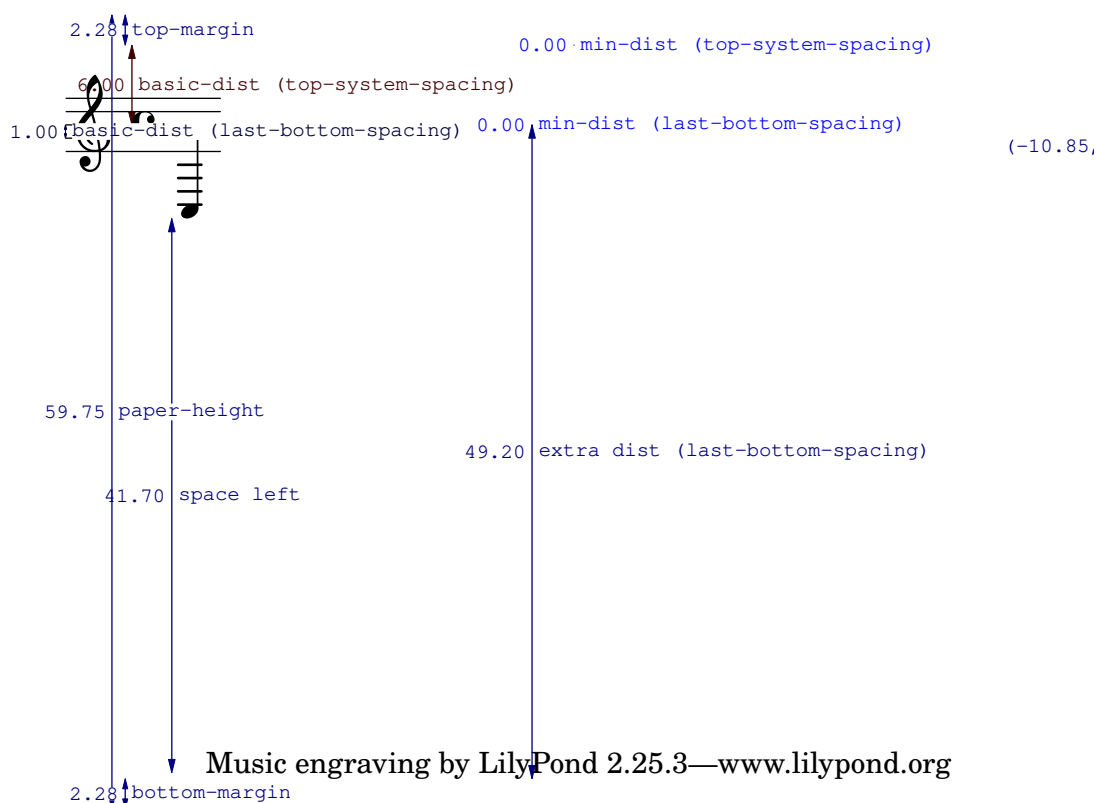 2.28 top-margin
0.00 min-dist (top-system-spacing)
6.00 basic-dist (top-system-spacing)
1.00 basic-dist (last-bottom-spacing)
0.00 min-dist (last-bottom-spacing)
(-10.85,
59.75 paper-height
49.20 extra dist (last-bottom-spacing)
41.70 space left
Music engraving by LilyPond 2.25.3—www.lilypond.org
2.28 bottom-margin